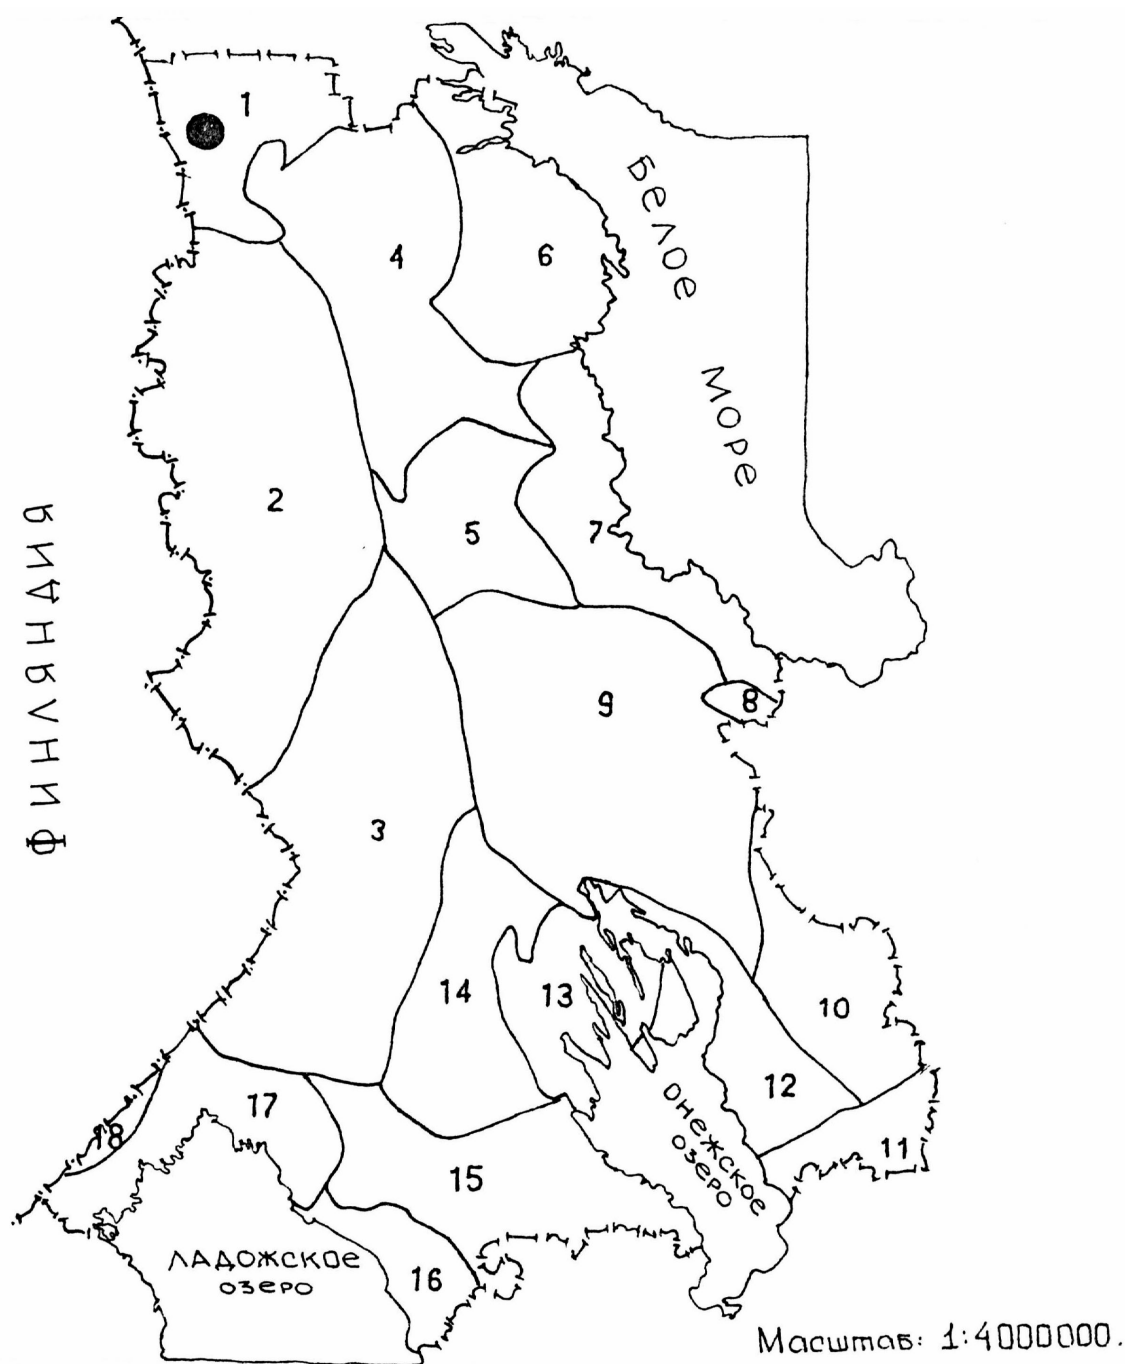 1
БЕЛОЕ
МОРЕ
4
6
2
5
7
ФИНЛЯНДИЯ
8
9
3
14
13
10
12
ОНЕЖСКОЕ
ОЗЕРО
11
17
18
15
16
ЛАДОЖСКОЕ
ОЗЕРО
Масштаб: 1:4000000.